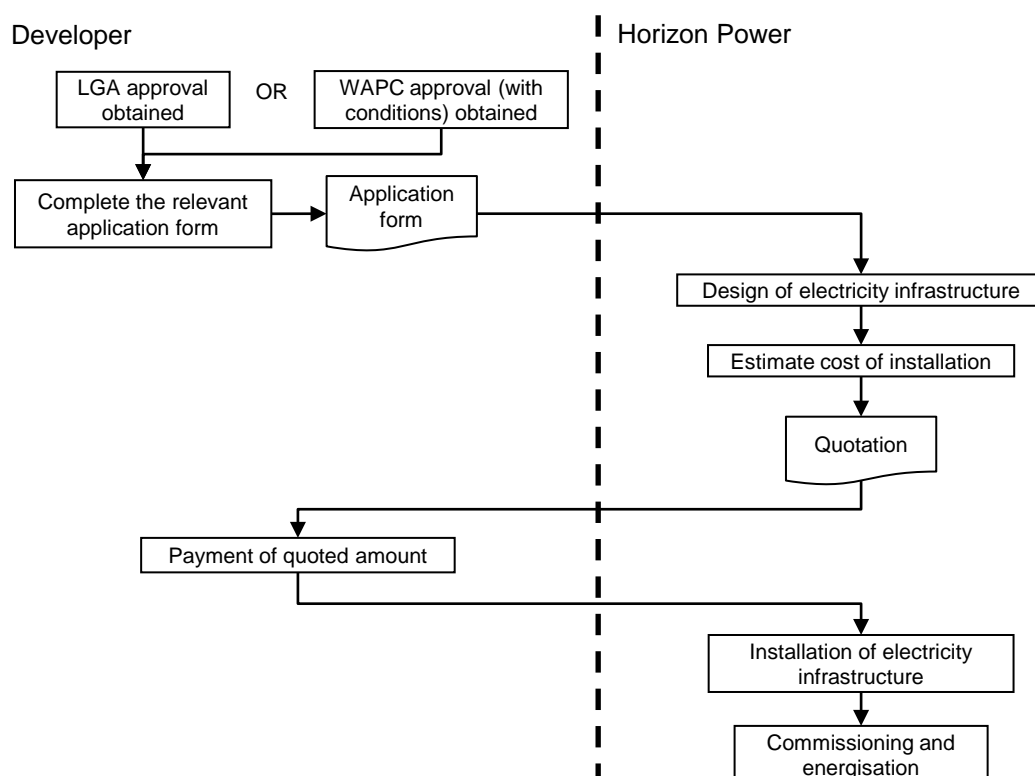 Developer
Horizon Power
LGA approval
obtained
OR
WAPC approval (with
conditions) obtained
Complete the relevant
application form
Application
form
Design of electricity infrastructure
Estimate cost of installation
Quotation
Payment of quoted amount
Installation of electricity
infrastructure
Commissioning and
energisation